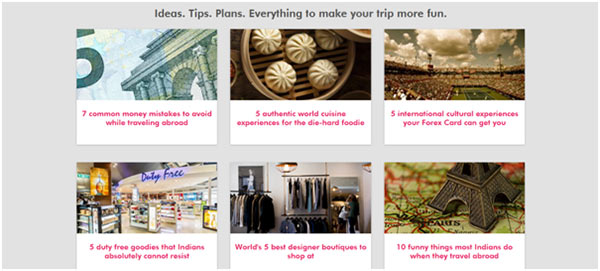 Ideas. Tips. Plans. Everything to make your trip more fun.
5
7 common money mistakes to avoid
while traveling abroad
5 authentic world cuisine
experiences for the die-hard foodie
5 international cultural experiences
your Forex Card can get you
Duty Free
PARIS
5 duty free goodies that Indians
absolutely cannot resist
World's 5 best designer boutiques to
shop at
10 funny things most Indians do
when they travel abroad